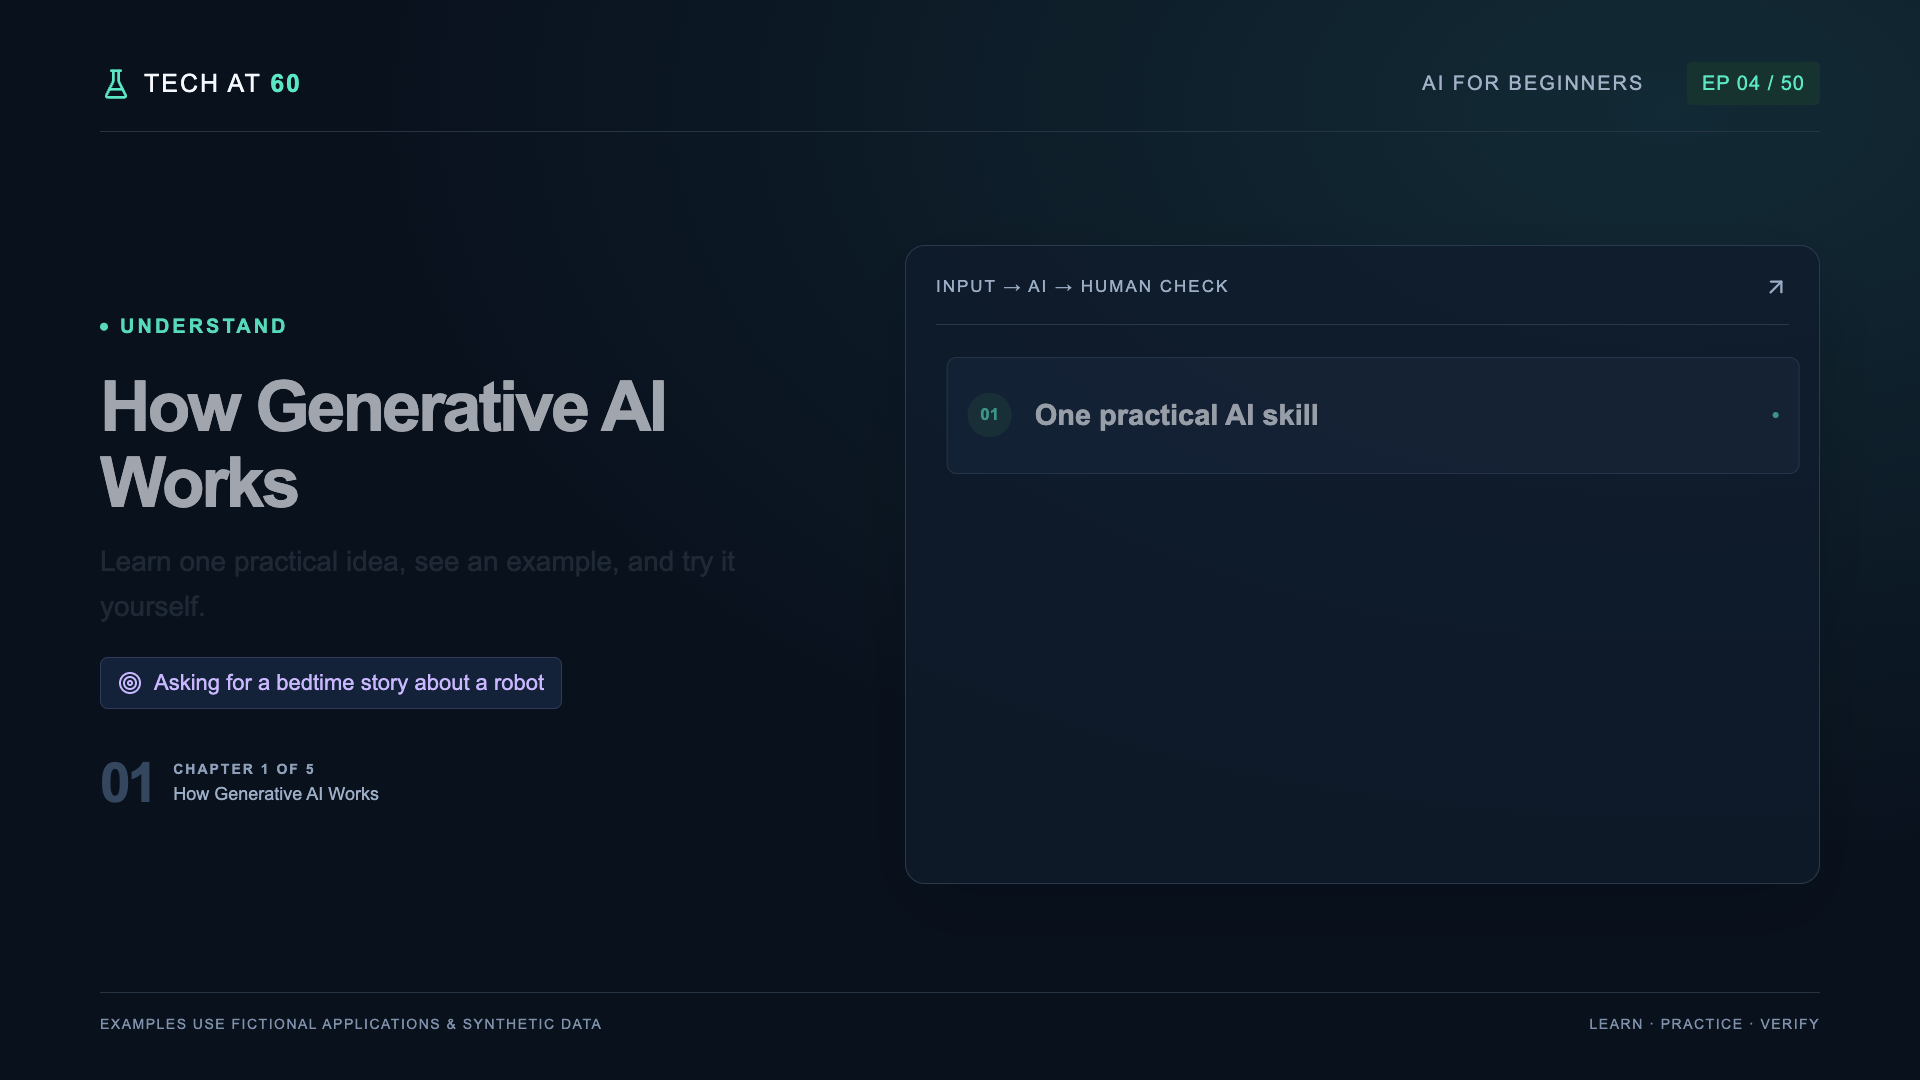 TECH AT 60
AI FOR BEGINNERS
EP 04 / 50
UNDERSTAND
How Generative AI
Works
Learn one practical idea, see an example, and try it
yourself.
Asking for a bedtime story about a robot
01
CHAPTER 1 OF 5
How Generative AI Works
INPUT → AI → HUMAN CHECK
01
One practical AI skill
EXAMPLES USE FICTIONAL APPLICATIONS & SYNTHETIC DATA
LEARN · PRACTICE · VERIFY